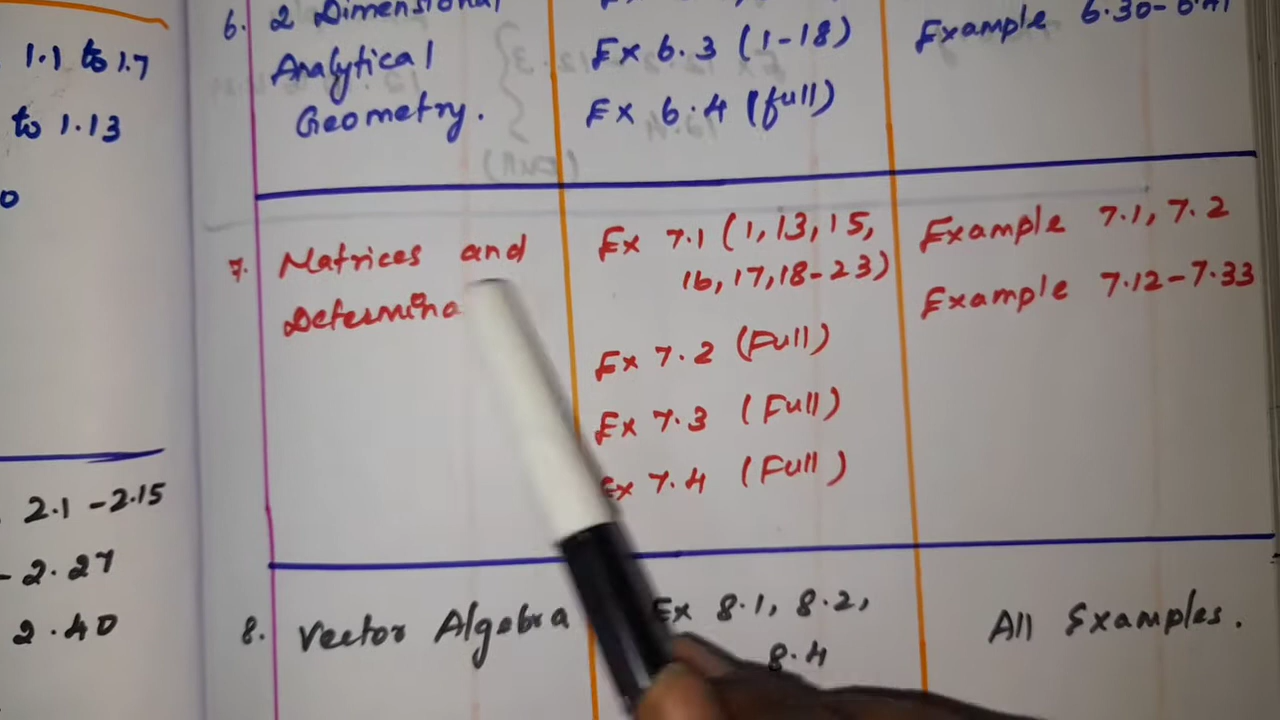 1.1 to 1.7
to 1.13
0
2.1 - 2.15
- 2.27
2.40
6. 2 Dimensional
Analytical
Geometry.
Ex 6.3 (1-18)
Ex 6.4 (full)
Example 6.30-6.41
7. Matrices and
Determina
Ex 7.1 (1, 13, 15,
16, 17, 18-23)
Ex 7.2 (Full)
Ex 7.3 (Full)
Ex 7.4 (Full)
Example 7.1, 7.2
Example 7.12-7.33
8. Vector Algebra
Ex 8.1, 8.2,
8.4
All Examples.